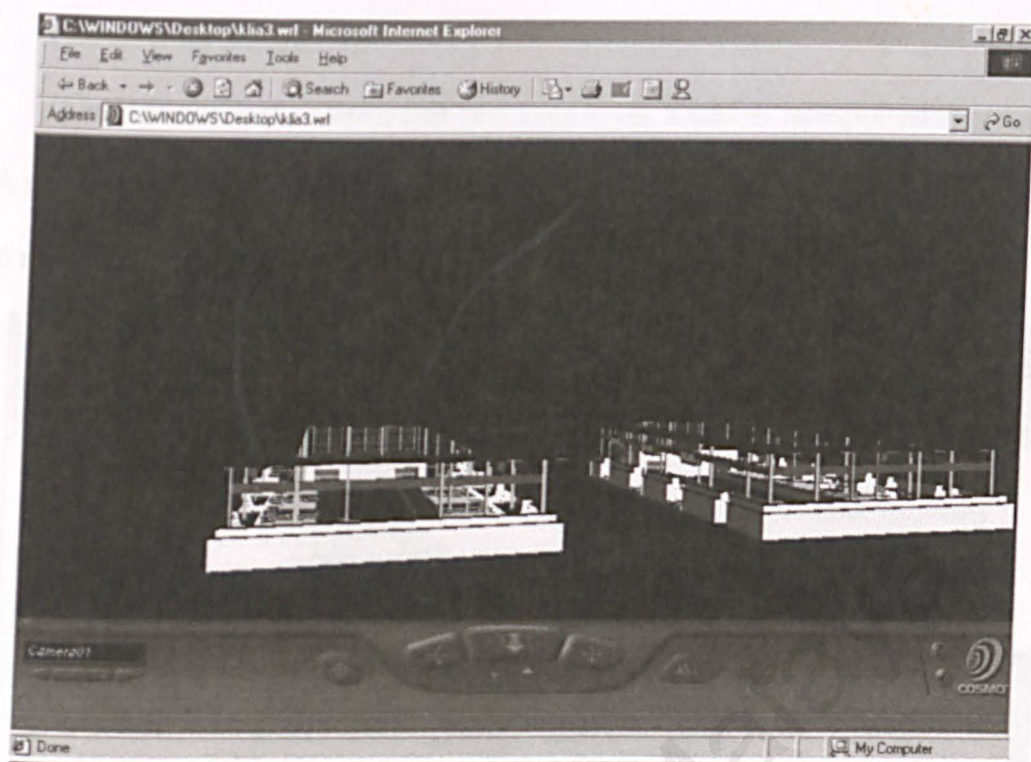 C:\WINDOWS\Desktop\klia3.wrl - Microsoft Internet Explorer
File Edit View Favorites Tools Help
Back Search Favorites History
Address C:\WINDOWS\Desktop\klia3.wrl Go
Camera01
COSMO
Done My Computer